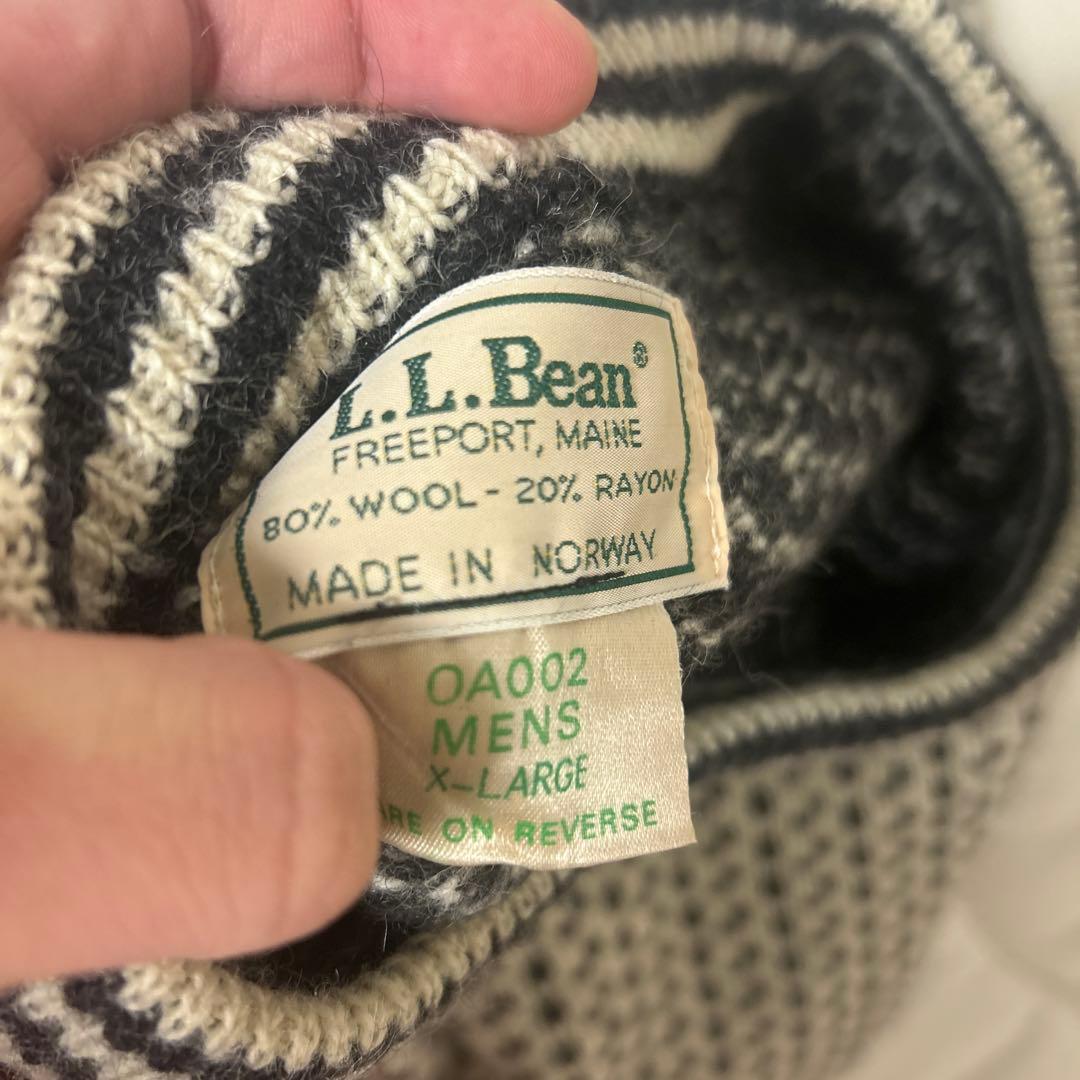 L.L.Bean®
FREEPORT, MAINE
80% WOOL - 20% RAYON
MADE IN NORWAY
OA002
MENS
X-LARGE
ON REVERSE